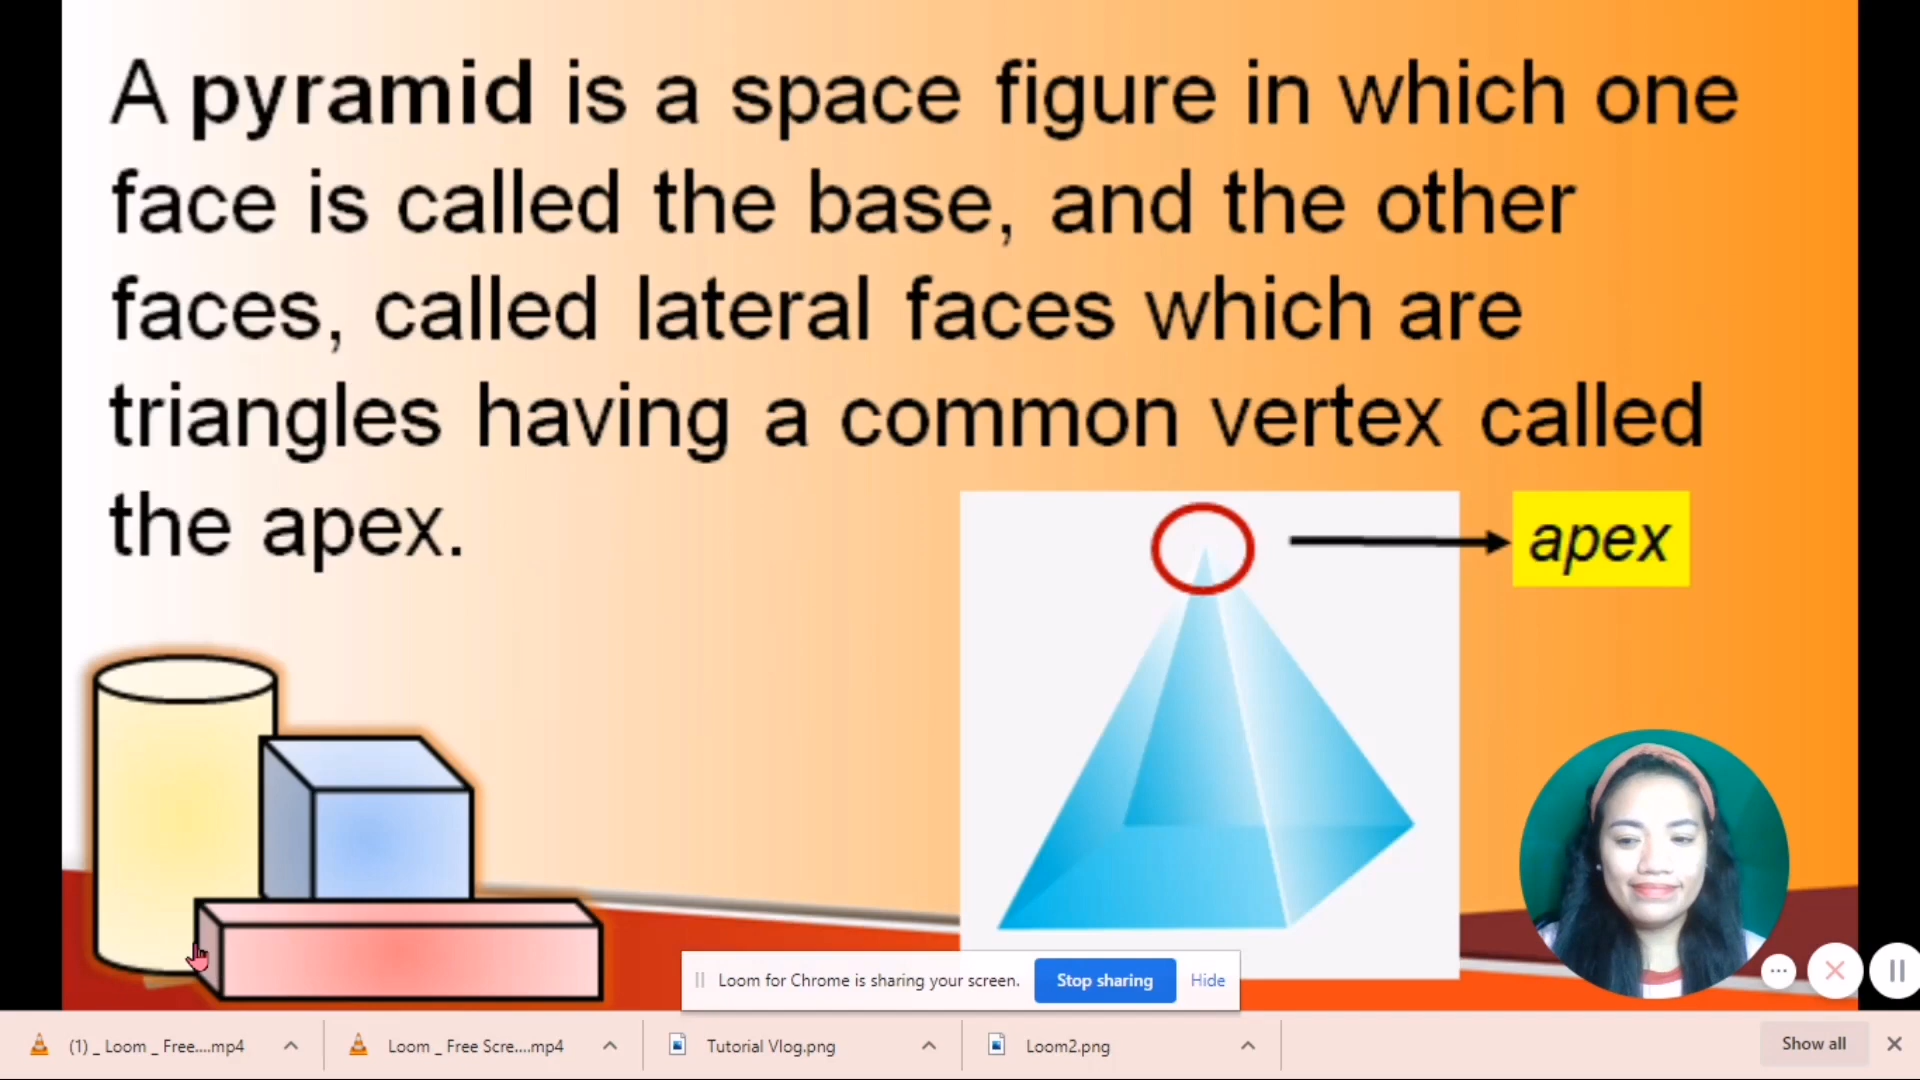 A pyramid is a space figure in which one
face is called the base, and the other
faces, called lateral faces which are
triangles having a common vertex called
the apex.
apex
Loom for Chrome is sharing your screen.
Stop sharing
Hide
(1) _ Loom _ Free....mp4
Loom _ Free Scre....mp4
Tutorial Vlog.png
Loom2.png
Show all